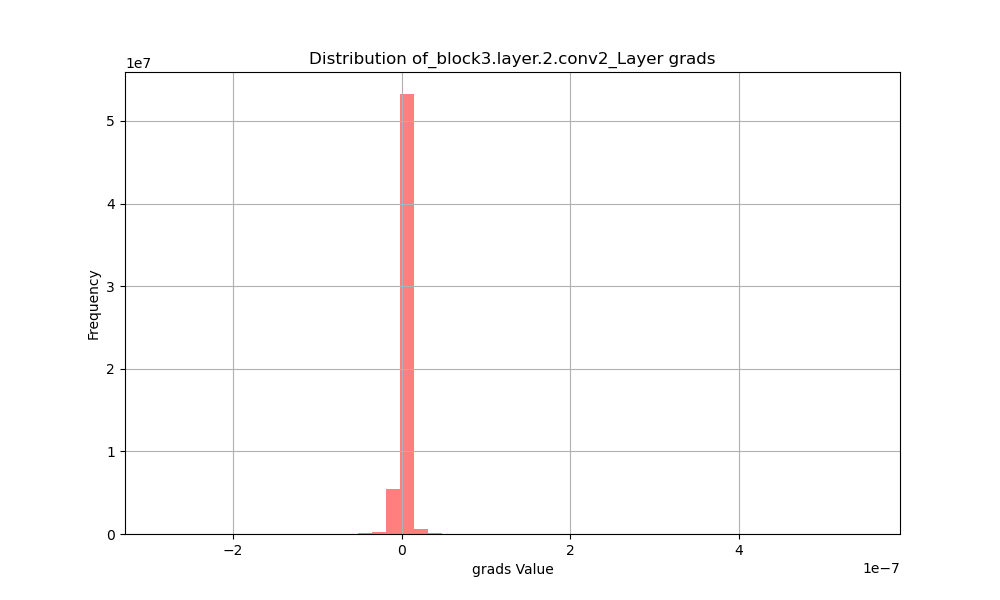 Distribution of_block3.layer.2.conv2_Layer grads
1e7
5
4
3
2
1
0
Frequency
−2 0 2 4
grads Value
1e−7